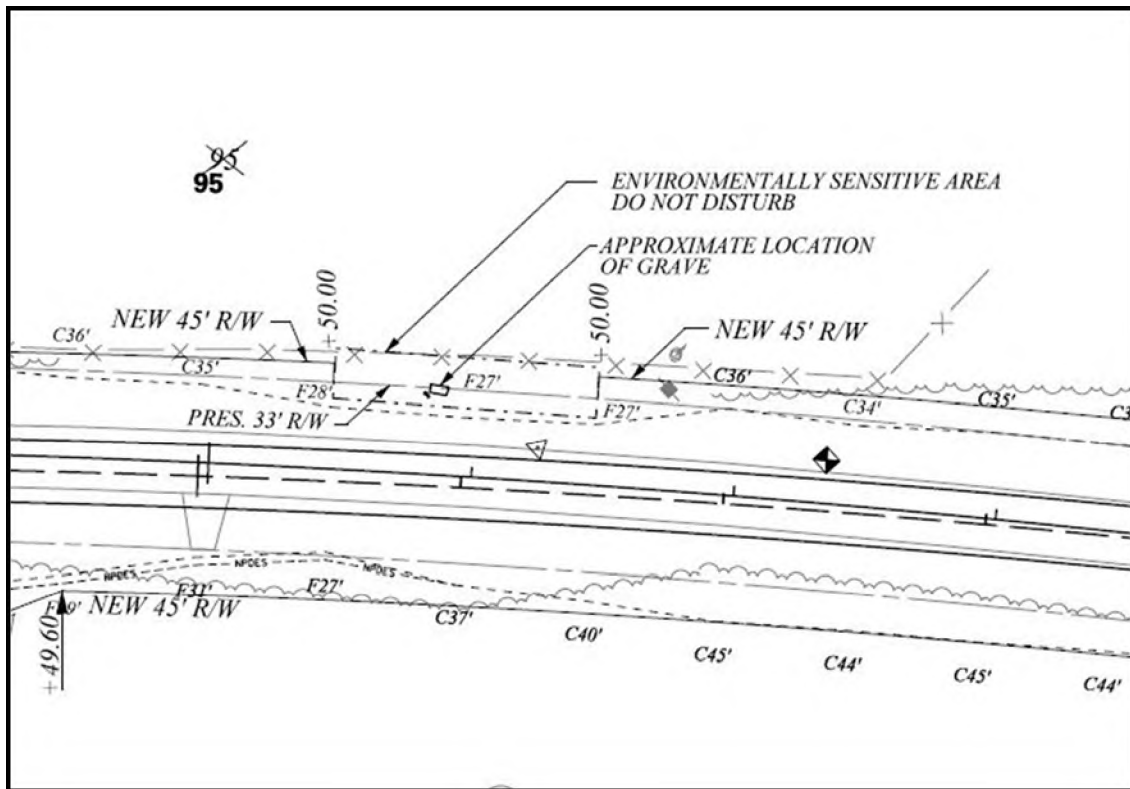 95
95
ENVIRONMENTALLY SENSITIVE AREA
DO NOT DISTURB
APPROXIMATE LOCATION
OF GRAVE
+50.00
+50.00
NEW 45' R/W
NEW 45' R/W
C36'
C35'
F28'
F27'
F27'
C36'
C34'
C35'
PRES. 33' R/W
NPDES
NPDES
NPDES
F31'
F27'
NEW 45' R/W
+49.60
C37'
C40'
C45'
C44'
C45'
C44'